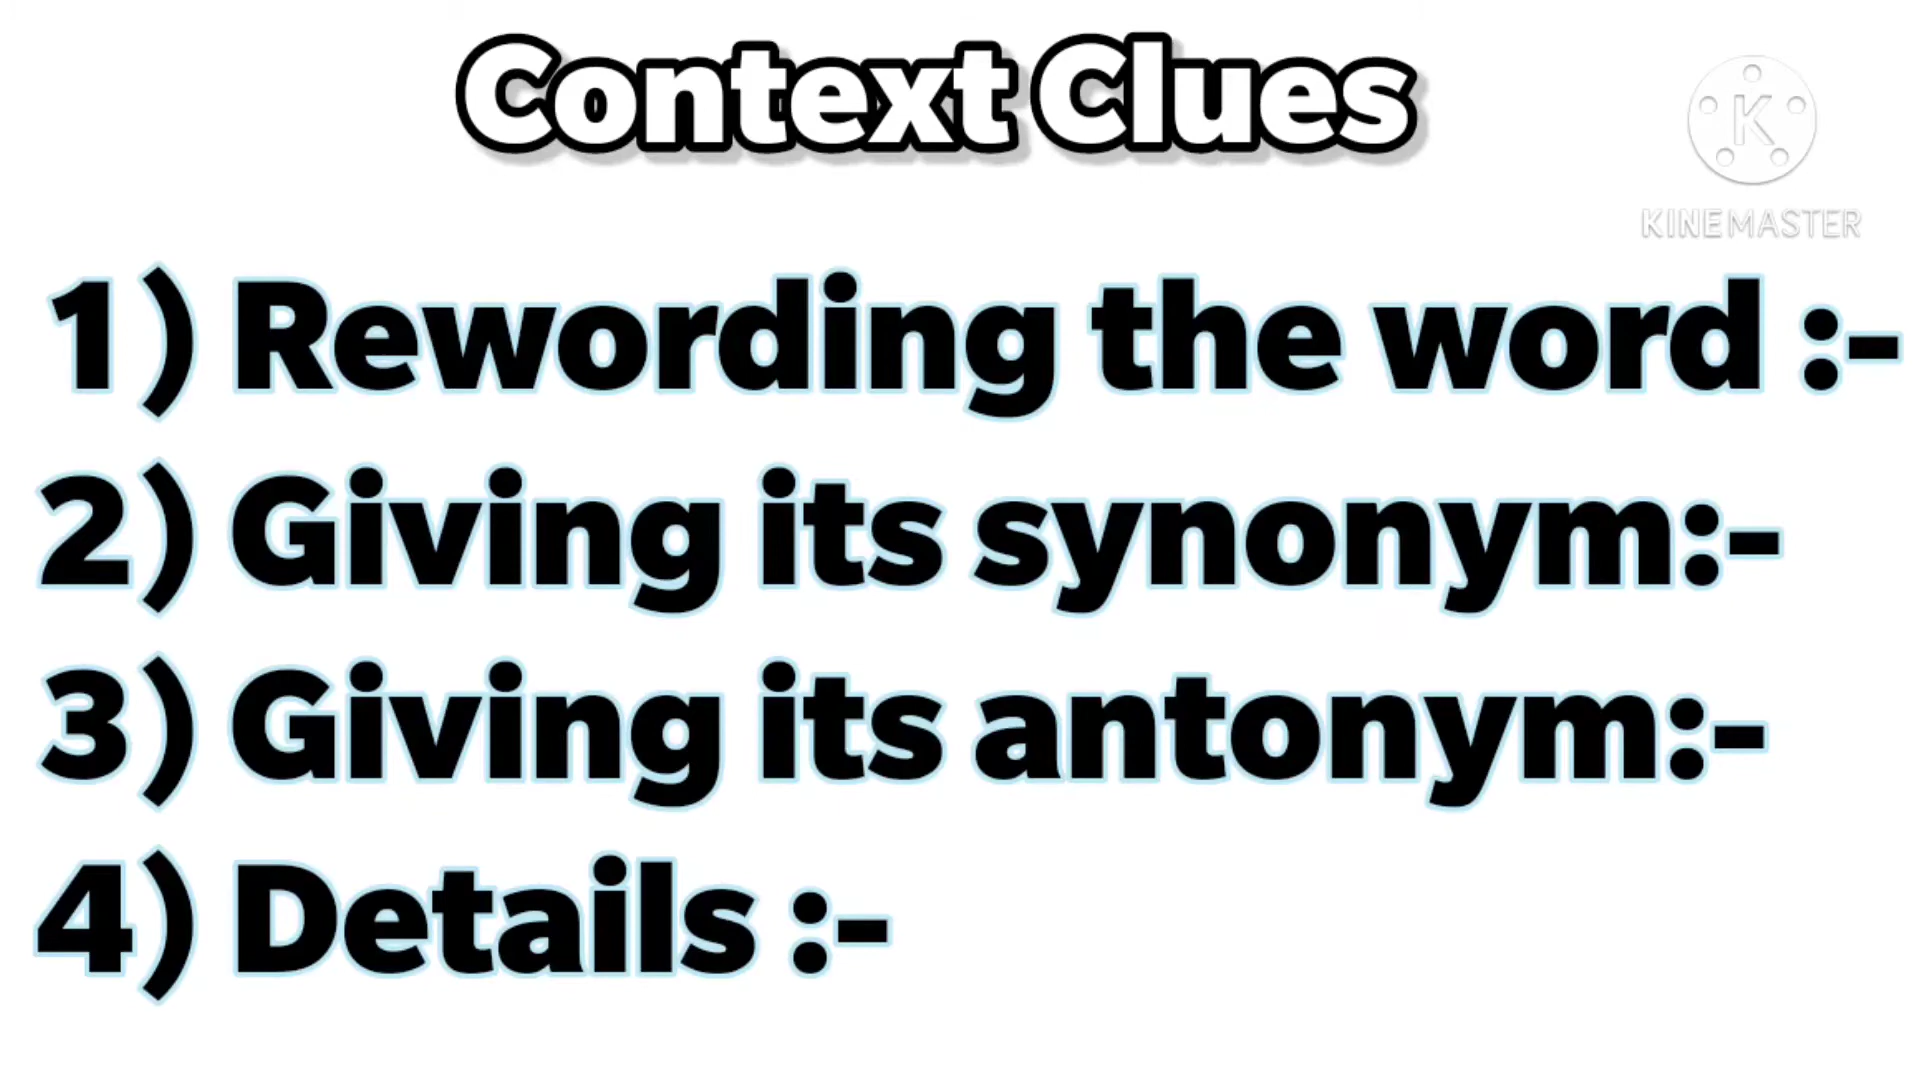 Context Clues
K
KINEMASTER
1) Rewording the word :-
2) Giving its synonym:-
3) Giving its antonym:-
4) Details :-